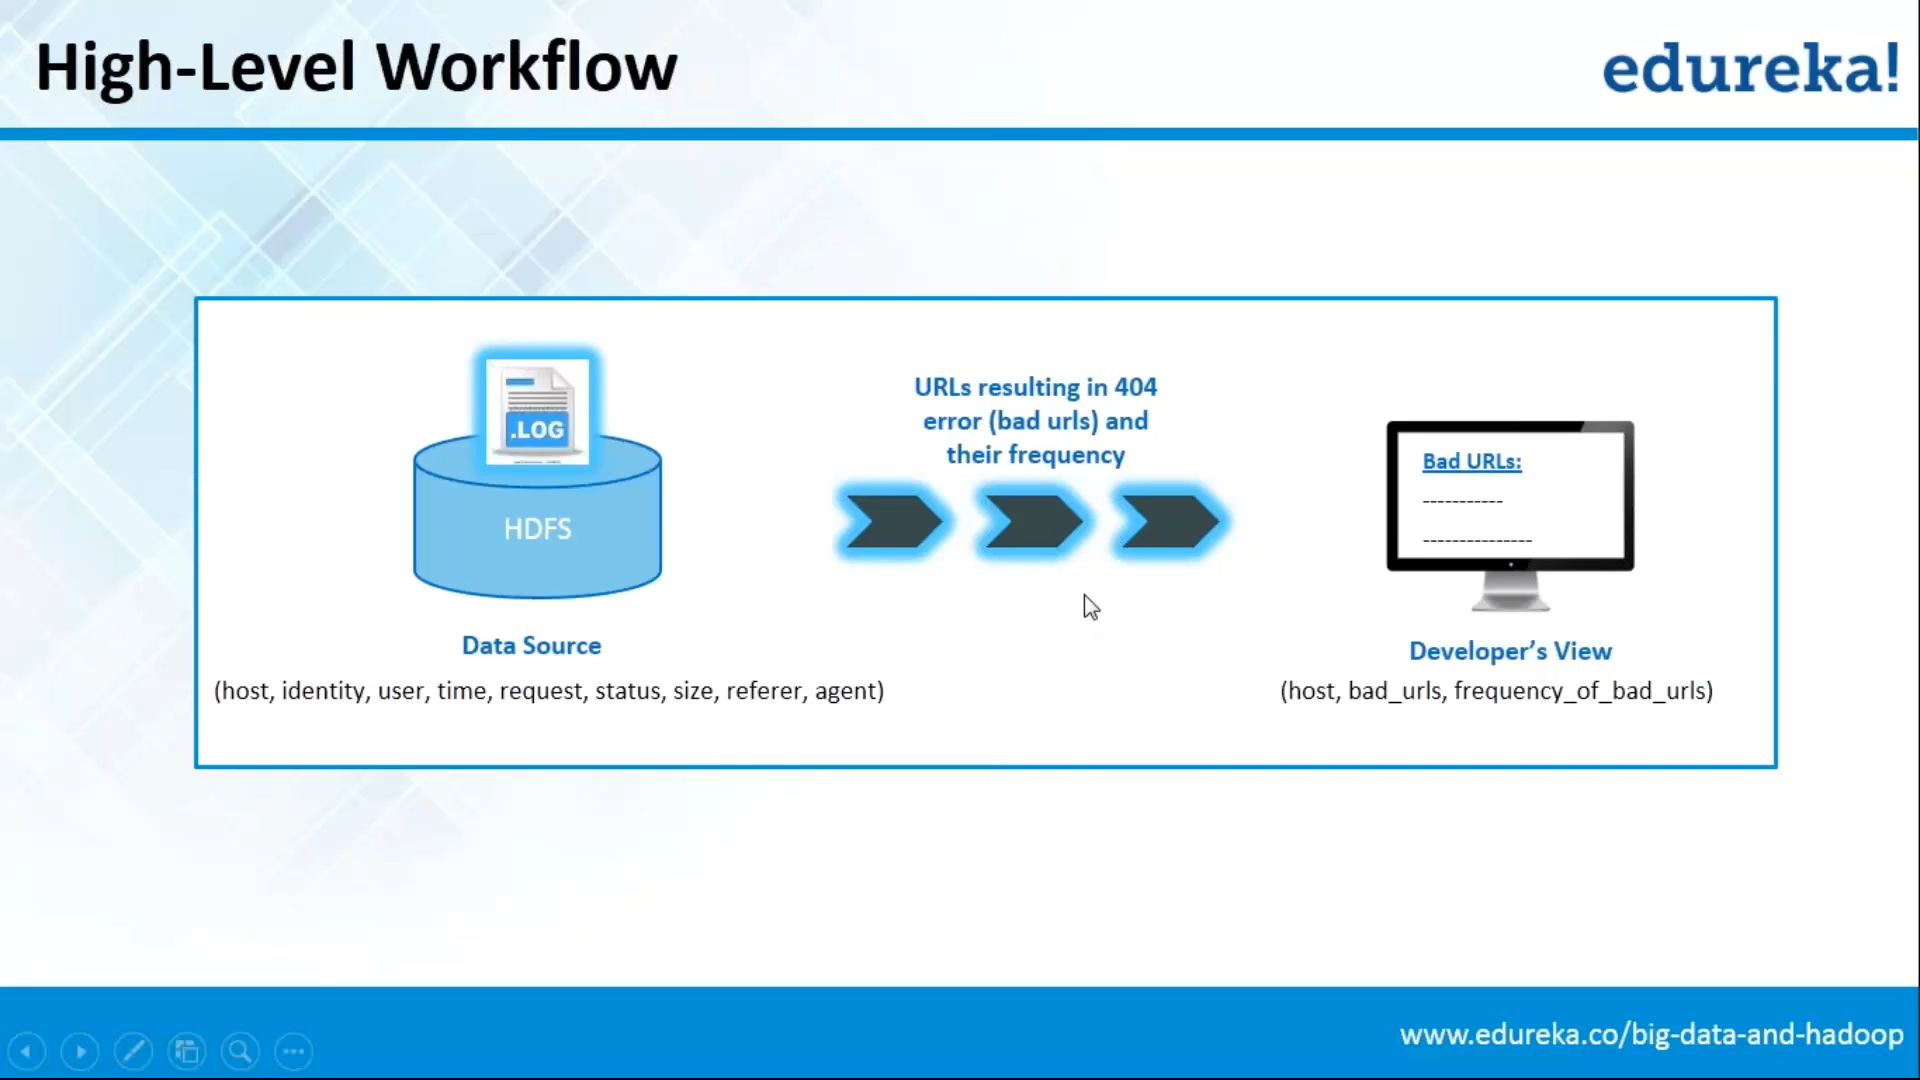 High-Level Workflow
edureka!
.LOG
HDFS
Data Source
(host, identity, user, time, request, status, size, referer, agent)
URLs resulting in 404
error (bad urls) and
their frequency
Bad URLs:
-----------
---------------
Developer’s View
(host, bad_urls, frequency_of_bad_urls)
www.edureka.co/big-data-and-hadoop